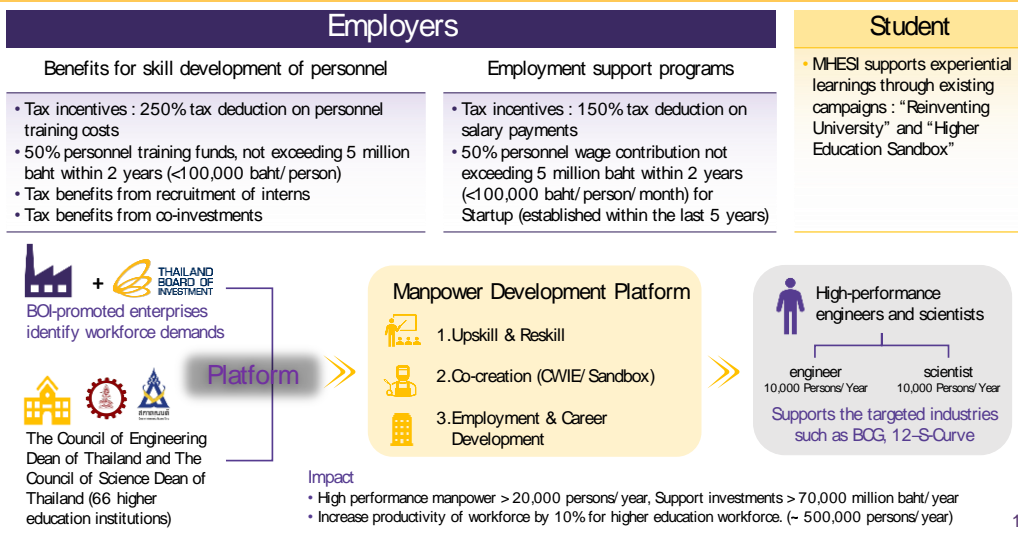 Employers
Student
Benefits for skill development of personnel
• Tax incentives : 250% tax deduction on personnel
training costs
• 50% personnel training funds, not exceeding 5 million
baht within 2 years (<100,000 baht/person)
• Tax benefits from recruitment of interns
• Tax benefits from co-investments
Employment support programs
• Tax incentives : 150% tax deduction on
salary payments
• 50% personnel wage contribution not
exceeding 5 million baht within 2 years
(<100,000 baht/person/month) for
Startup (established within the last 5 years)
• MHESI supports experiential
learnings through existing
campaigns : “Reinventing
University” and “Higher
Education Sandbox”
+
THAILAND
BOARD OF
INVESTMENT
BOI-promoted enterprises
identify workforce demands
Platform
สภาคณบดี
The Council of Engineering
Dean of Thailand and The
Council of Science Dean of
Thailand (66 higher
education institutions)
Manpower Development Platform
1.Upskill & Reskill
2.Co-creation (CWIE/Sandbox)
3.Employment & Career
Development
High-performance
engineers and scientists
engineer
10,000 Persons/Year
scientist
10,000 Persons/Year
Supports the targeted industries
such as BCG, 12-S-Curve
Impact
• High performance manpower > 20,000 persons/year, Support investments > 70,000 million baht/year
• Increase productivity of workforce by 10% for higher education workforce. (~ 500,000 persons/year)
1